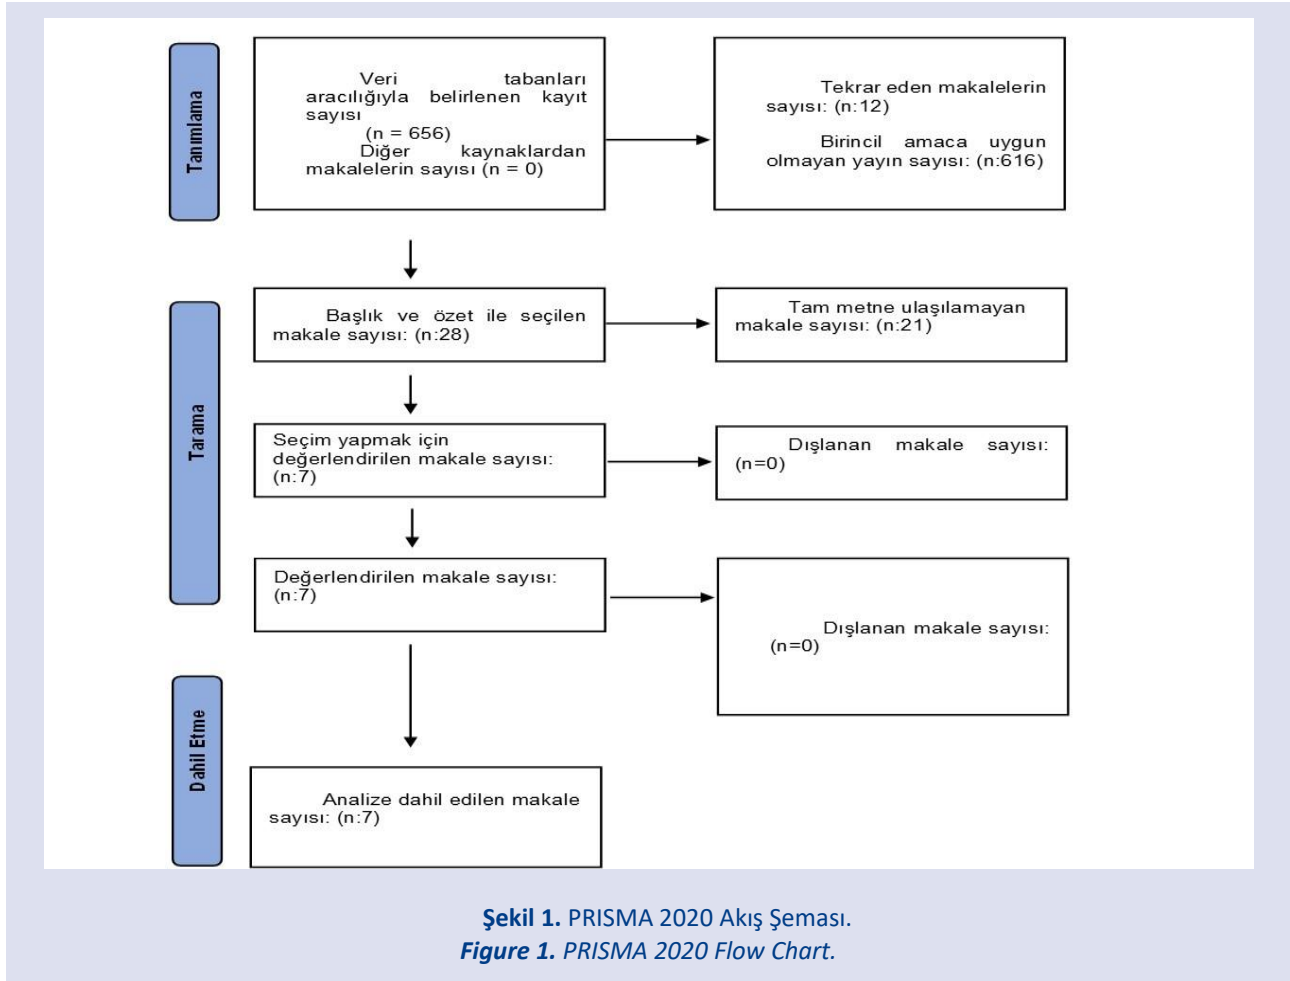 Tanımlama
Veri tabanları
aracılığıyla belirlenen kayıt
sayısı
(n = 656)
Diğer kaynaklardan
makalelerin sayısı (n = 0)
Tekrar eden makalelerin
sayısı: (n:12)
Birincil amaca uygun
olmayan yayın sayısı: (n:616)
Tarama
Başlık ve özet ile seçilen
makale sayısı: (n:28)
Tam metne ulaşılamayan
makale sayısı: (n:21)
Seçim yapmak için
değerlendirilen makale sayısı:
(n:7)
Dışlanan makale sayısı:
(n=0)
Değerlendirilen makale sayısı:
(n:7)
Dışlanan makale sayısı:
(n=0)
Dahil Etme
Analize dahil edilen makale
sayısı: (n:7)
Şekil 1. PRISMA 2020 Akış Şeması.
Figure 1. PRISMA 2020 Flow Chart.